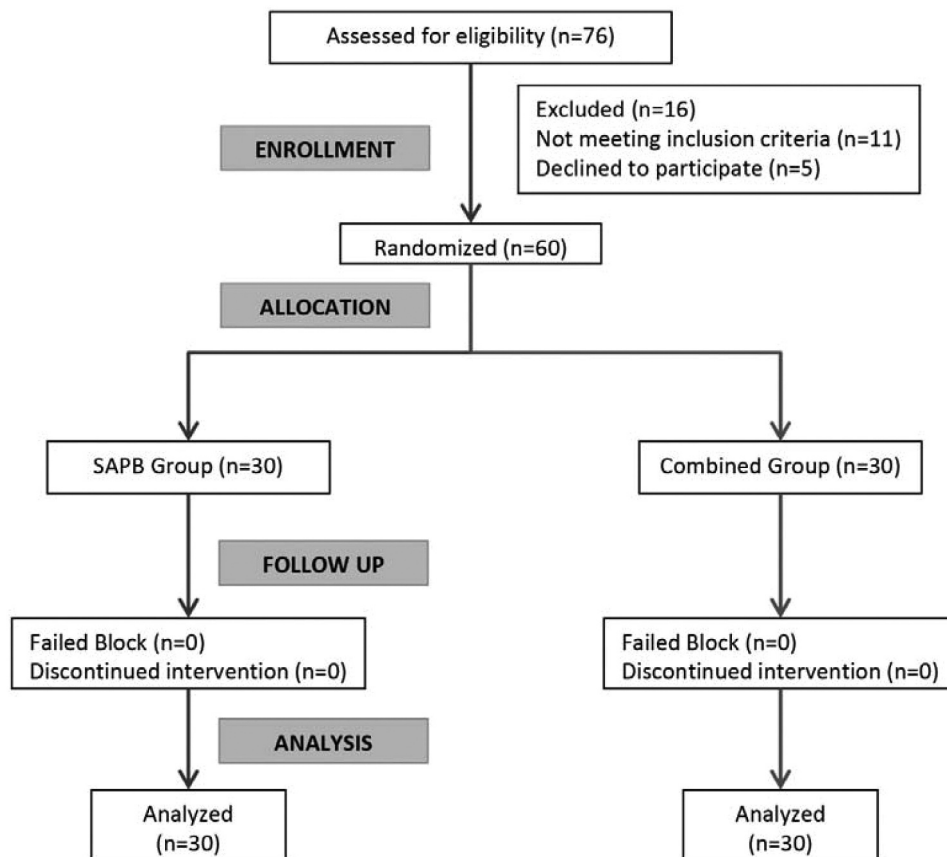 Assessed for eligibility (n=76)
Excluded (n=16)
Not meeting inclusion criteria (n=11)
Declined to participate (n=5)
ENROLLMENT
Randomized (n=60)
ALLOCATION
SAPB Group (n=30)
Combined Group (n=30)
FOLLOW UP
Failed Block (n=0)
Discontinued intervention (n=0)
Failed Block (n=0)
Discontinued intervention (n=0)
ANALYSIS
Analyzed
(n=30)
Analyzed
(n=30)